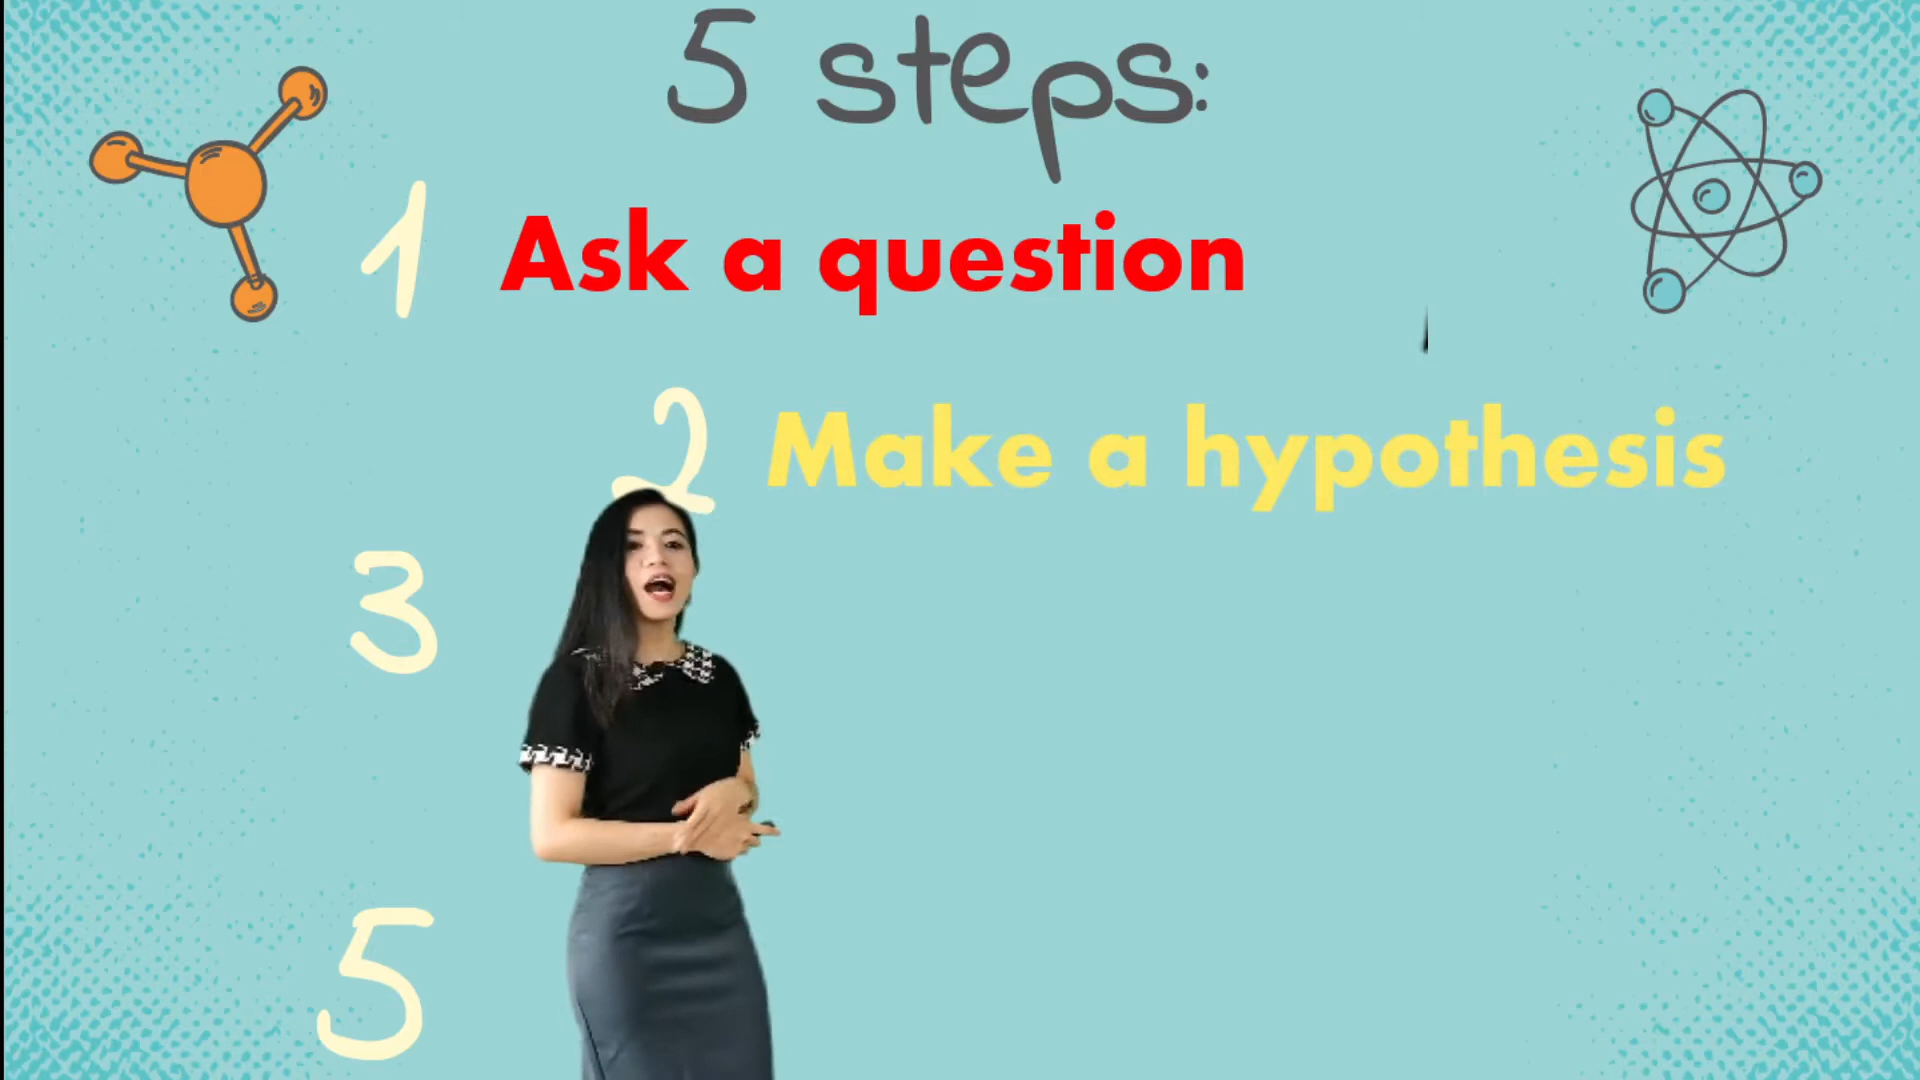 5 steps:
1 Ask a question
2 Make a hypothesis
3
5